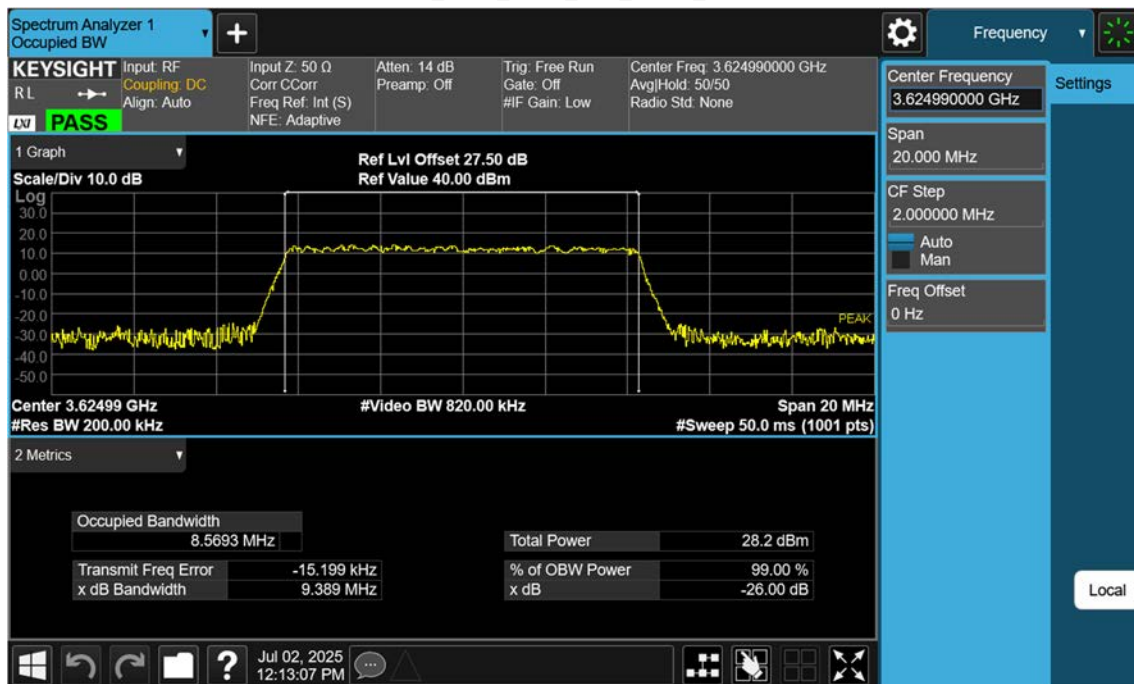 Spectrum Analyzer 1
Occupied BW
+
Frequency
KEYSIGHT
RL
LXI PASS
Input: RF
Coupling: DC
Align: Auto
Input Z: 50 Ω
Corr CCorr
Freq Ref: Int (S)
NFE: Adaptive
Atten: 14 dB
Preamp: Off
Trig: Free Run
Gate: Off
#IF Gain: Low
Center Freq: 3.624990000 GHz
Avg|Hold: 50/50
Radio Std: None
Center Frequency
3.624990000 GHz
Settings
Span
20.000 MHz
CF Step
2.000000 MHz
Auto
Man
Freq Offset
0 Hz
1 Graph
Scale/Div 10.0 dB
Ref Lvl Offset 27.50 dB
Ref Value 40.00 dBm
Log
30.0
20.0
10.0
0.00
-10.0
-20.0
-30.0
-40.0
-50.0
PEAK
Center 3.62499 GHz
#Res BW 200.00 kHz
#Video BW 820.00 kHz
Span 20 MHz
#Sweep 50.0 ms (1001 pts)
2 Metrics
Occupied Bandwidth
8.5693 MHz
Total Power 28.2 dBm
Transmit Freq Error -15.199 kHz
% of OBW Power 99.00 %
x dB Bandwidth 9.389 MHz
x dB -26.00 dB
Local
?
Jul 02, 2025
12:13:07 PM